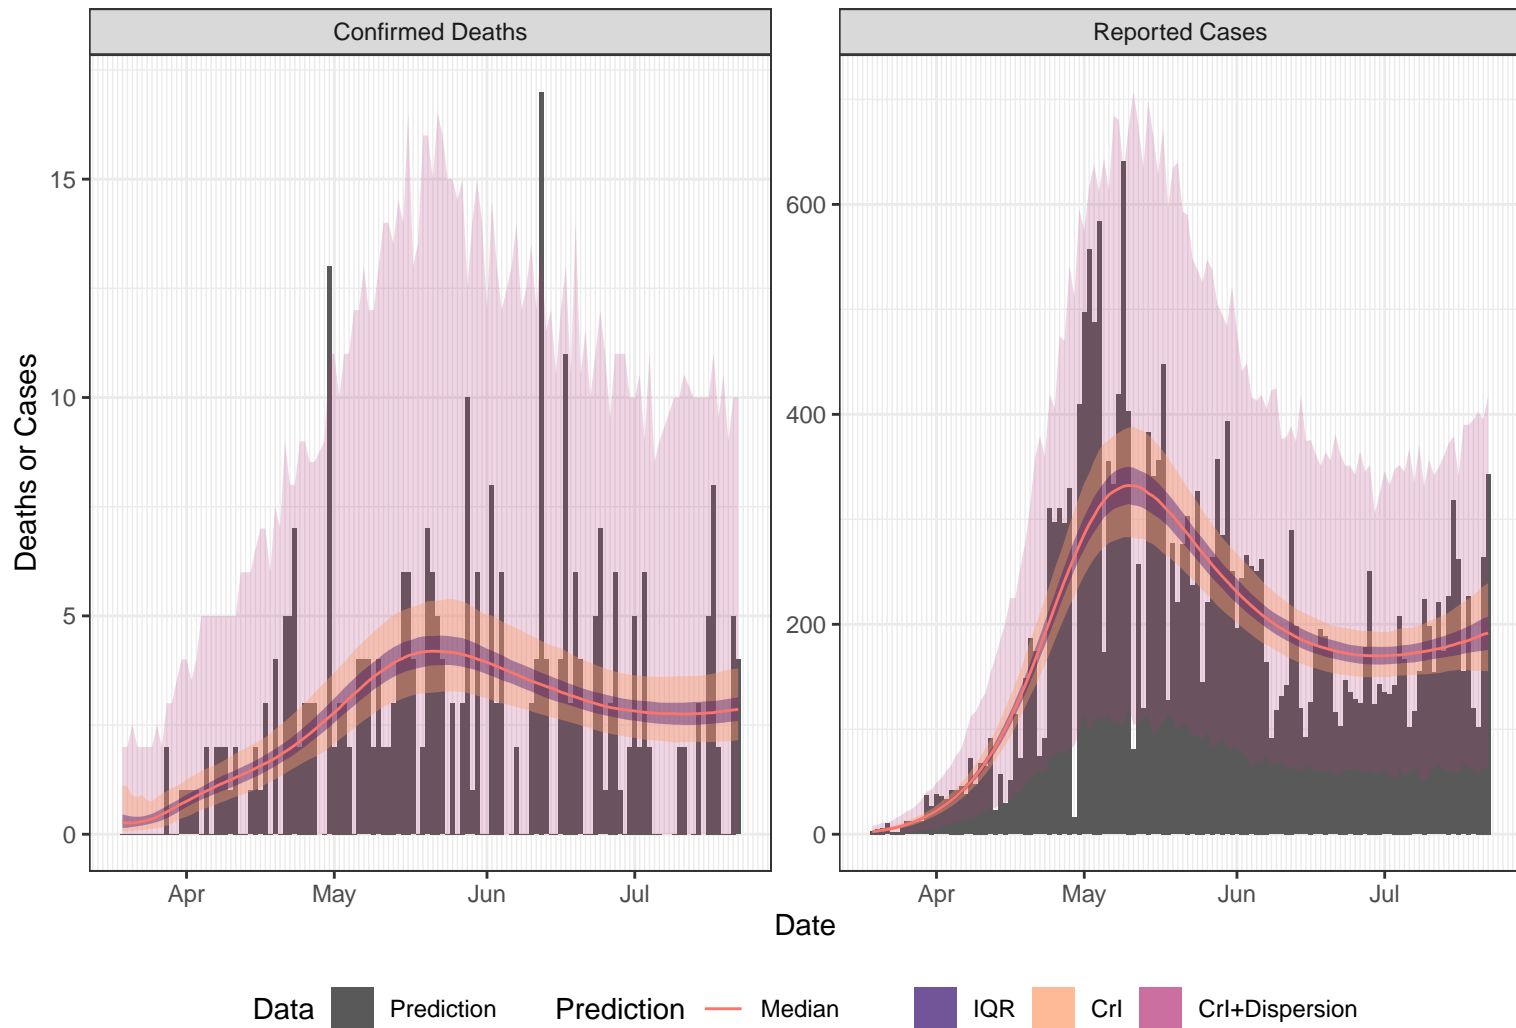 Confirmed Deaths
Reported Cases
Deaths or Cases
15
10
5
0
600
400
200
0
Apr May Jun Jul
Apr May Jun Jul
Date
Data Prediction Prediction Median IQR CrI CrI+Dispersion